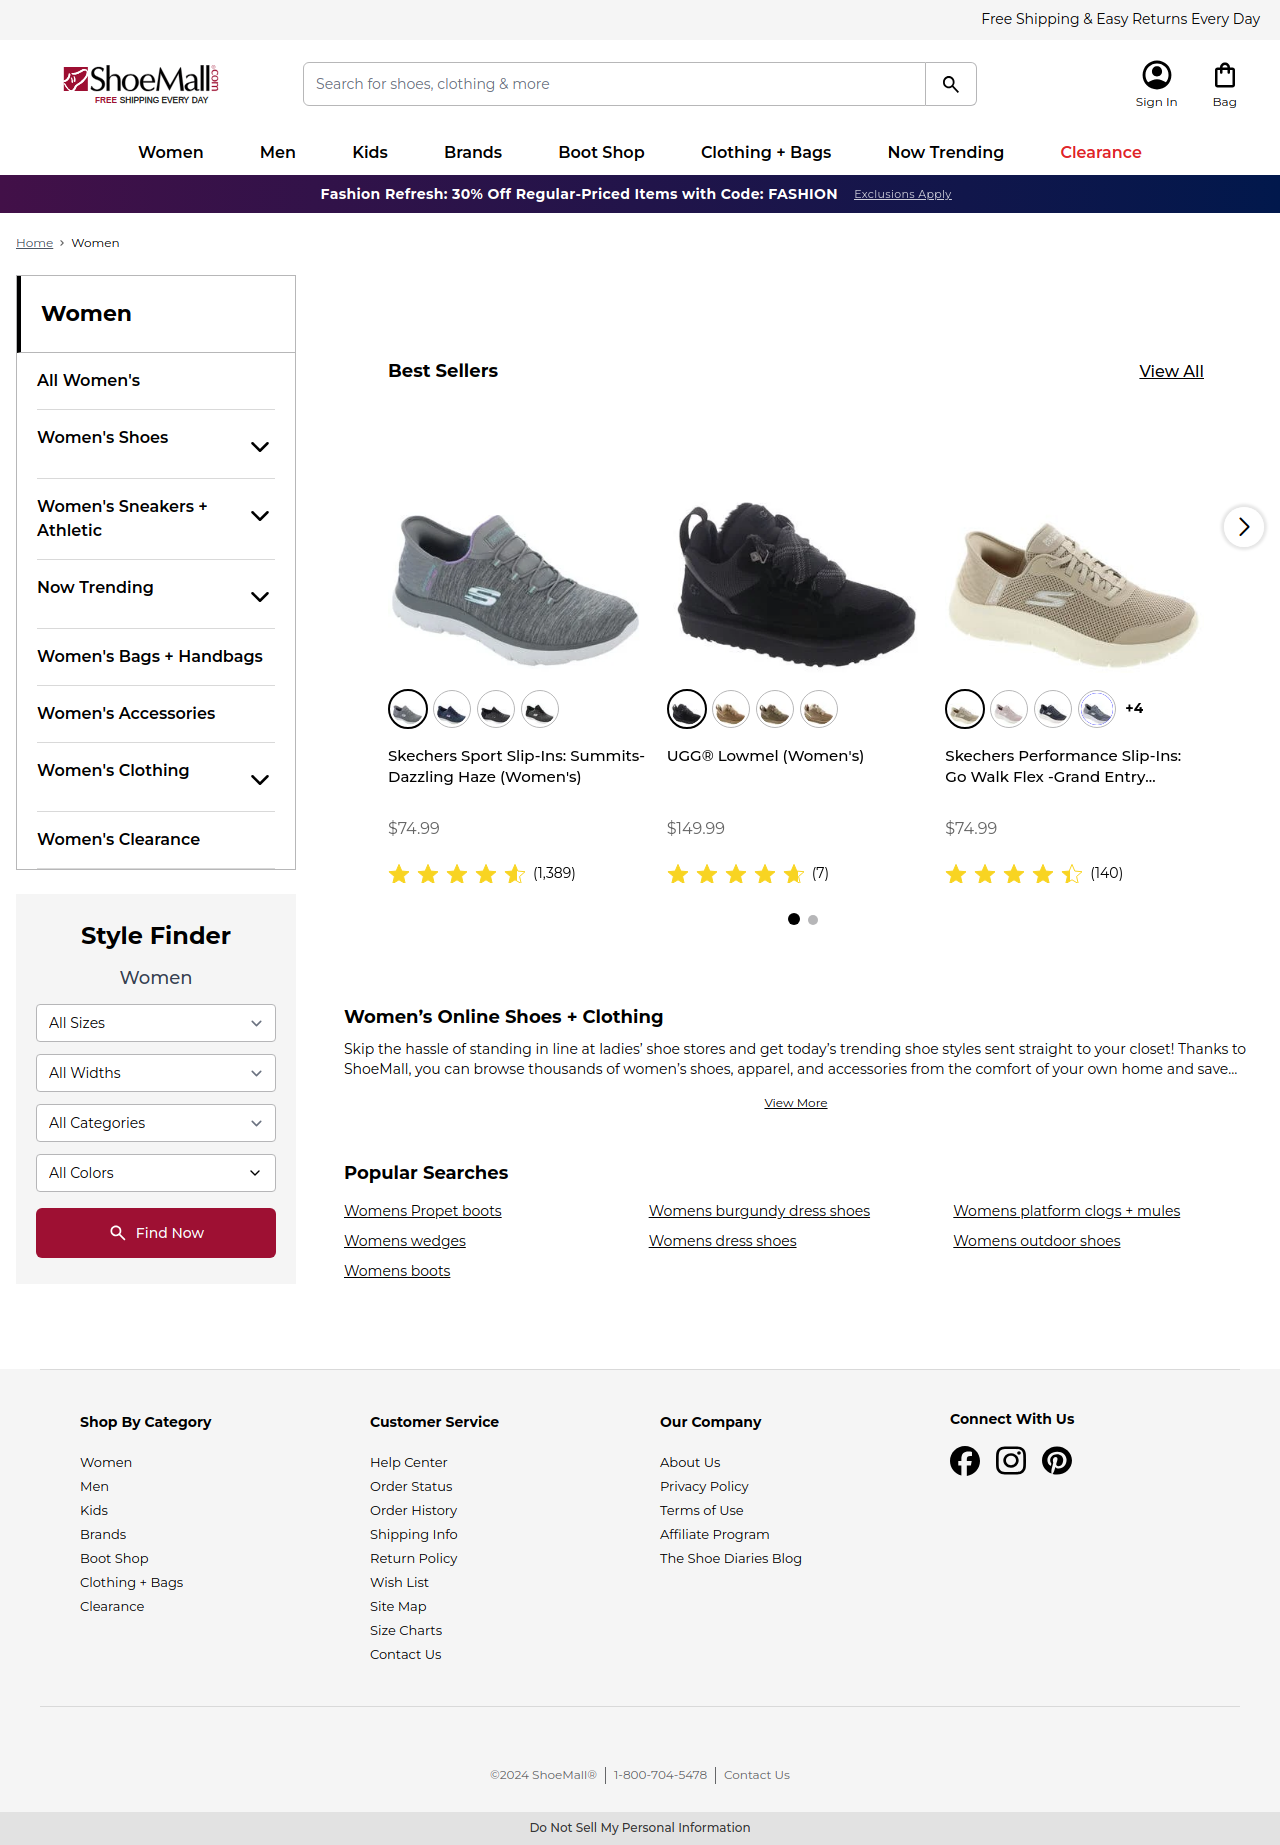 Free Shipping & Easy Returns Every Day
ShoeMall.com
FREE SHIPPING EVERY DAY
Search for shoes, clothing & more
Sign In
Bag
Women
Men
Kids
Brands
Boot Shop
Clothing + Bags
Now Trending
Clearance
Fashion Refresh: 30% Off Regular-Priced Items with Code: FASHION
Exclusions Apply
Home › Women
Women
All Women's
Women's Shoes
Women's Sneakers +
Athletic
Now Trending
Women's Bags + Handbags
Women's Accessories
Women's Clothing
Women's Clearance
Style Finder
Women
All Sizes
All Widths
All Categories
All Colors
Find Now
Best Sellers
View All
Skechers Sport Slip-Ins: Summits-
Dazzling Haze (Women's)
$74.99
(1,389)
UGG® Lowmel (Women's)
$149.99
(7)
+4
Skechers Performance Slip-Ins:
Go Walk Flex -Grand Entry...
$74.99
(140)
Women’s Online Shoes + Clothing
Skip the hassle of standing in line at ladies’ shoe stores and get today’s trending shoe styles sent straight to your closet! Thanks to
ShoeMall, you can browse thousands of women’s shoes, apparel, and accessories from the comfort of your own home and save...
View More
Popular Searches
Womens Propet boots
Womens burgundy dress shoes
Womens platform clogs + mules
Womens wedges
Womens dress shoes
Womens outdoor shoes
Womens boots
Shop By Category
Women
Men
Kids
Brands
Boot Shop
Clothing + Bags
Clearance
Customer Service
Help Center
Order Status
Order History
Shipping Info
Return Policy
Wish List
Site Map
Size Charts
Contact Us
Our Company
About Us
Privacy Policy
Terms of Use
Affiliate Program
The Shoe Diaries Blog
Connect With Us
©2024 ShoeMall® | 1-800-704-5478 | Contact Us
Do Not Sell My Personal Information